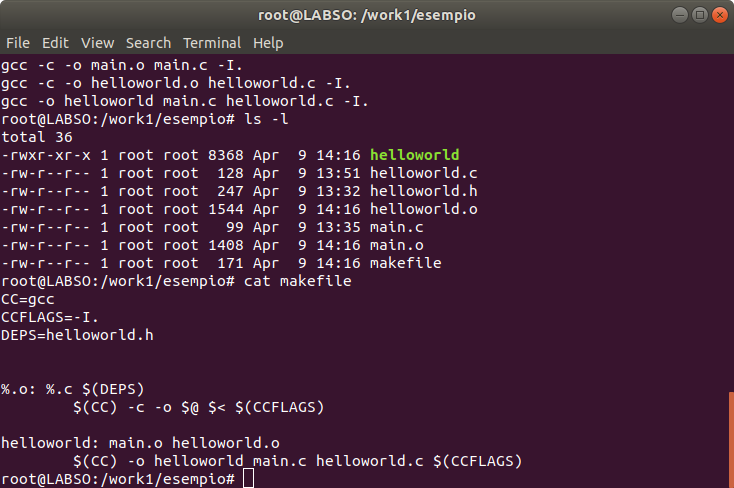 root@LABSO: /work1/esempio
File Edit View Search Terminal Help
gcc -c -o main.o main.c -I.
gcc -c -o helloworld.o helloworld.c -I.
gcc -o helloworld main.c helloworld.c -I.
root@LABSO:/work1/esempio# ls -l
total 36
-rwxr-xr-x 1 root root 8368 Apr  9 14:16 helloworld
-rw-r--r-- 1 root root  128 Apr  9 13:51 helloworld.c
-rw-r--r-- 1 root root  247 Apr  9 13:32 helloworld.h
-rw-r--r-- 1 root root 1544 Apr  9 14:16 helloworld.o
-rw-r--r-- 1 root root   99 Apr  9 13:35 main.c
-rw-r--r-- 1 root root 1408 Apr  9 14:16 main.o
-rw-r--r-- 1 root root  171 Apr  9 14:16 makefile
root@LABSO:/work1/esempio# cat makefile
CC=gcc
CCFLAGS=-I.
DEPS=helloworld.h
%.o: %.c $(DEPS)
        $(CC) -c -o $@ $< $(CCFLAGS)
helloworld: main.o helloworld.o
        $(CC) -o helloworld main.c helloworld.c $(CCFLAGS)
root@LABSO:/work1/esempio#